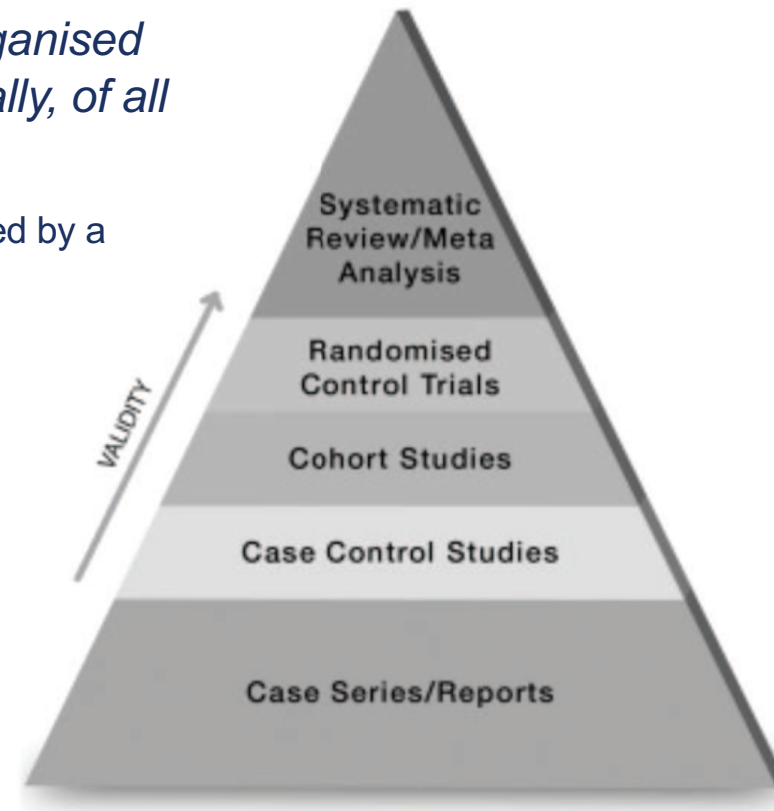 ganised
ally, of all
ed by a
Systematic
Review/Meta
Analysis
Randomised
Control Trials
VALIDITY
Cohort Studies
Case Control Studies
Case Series/Reports